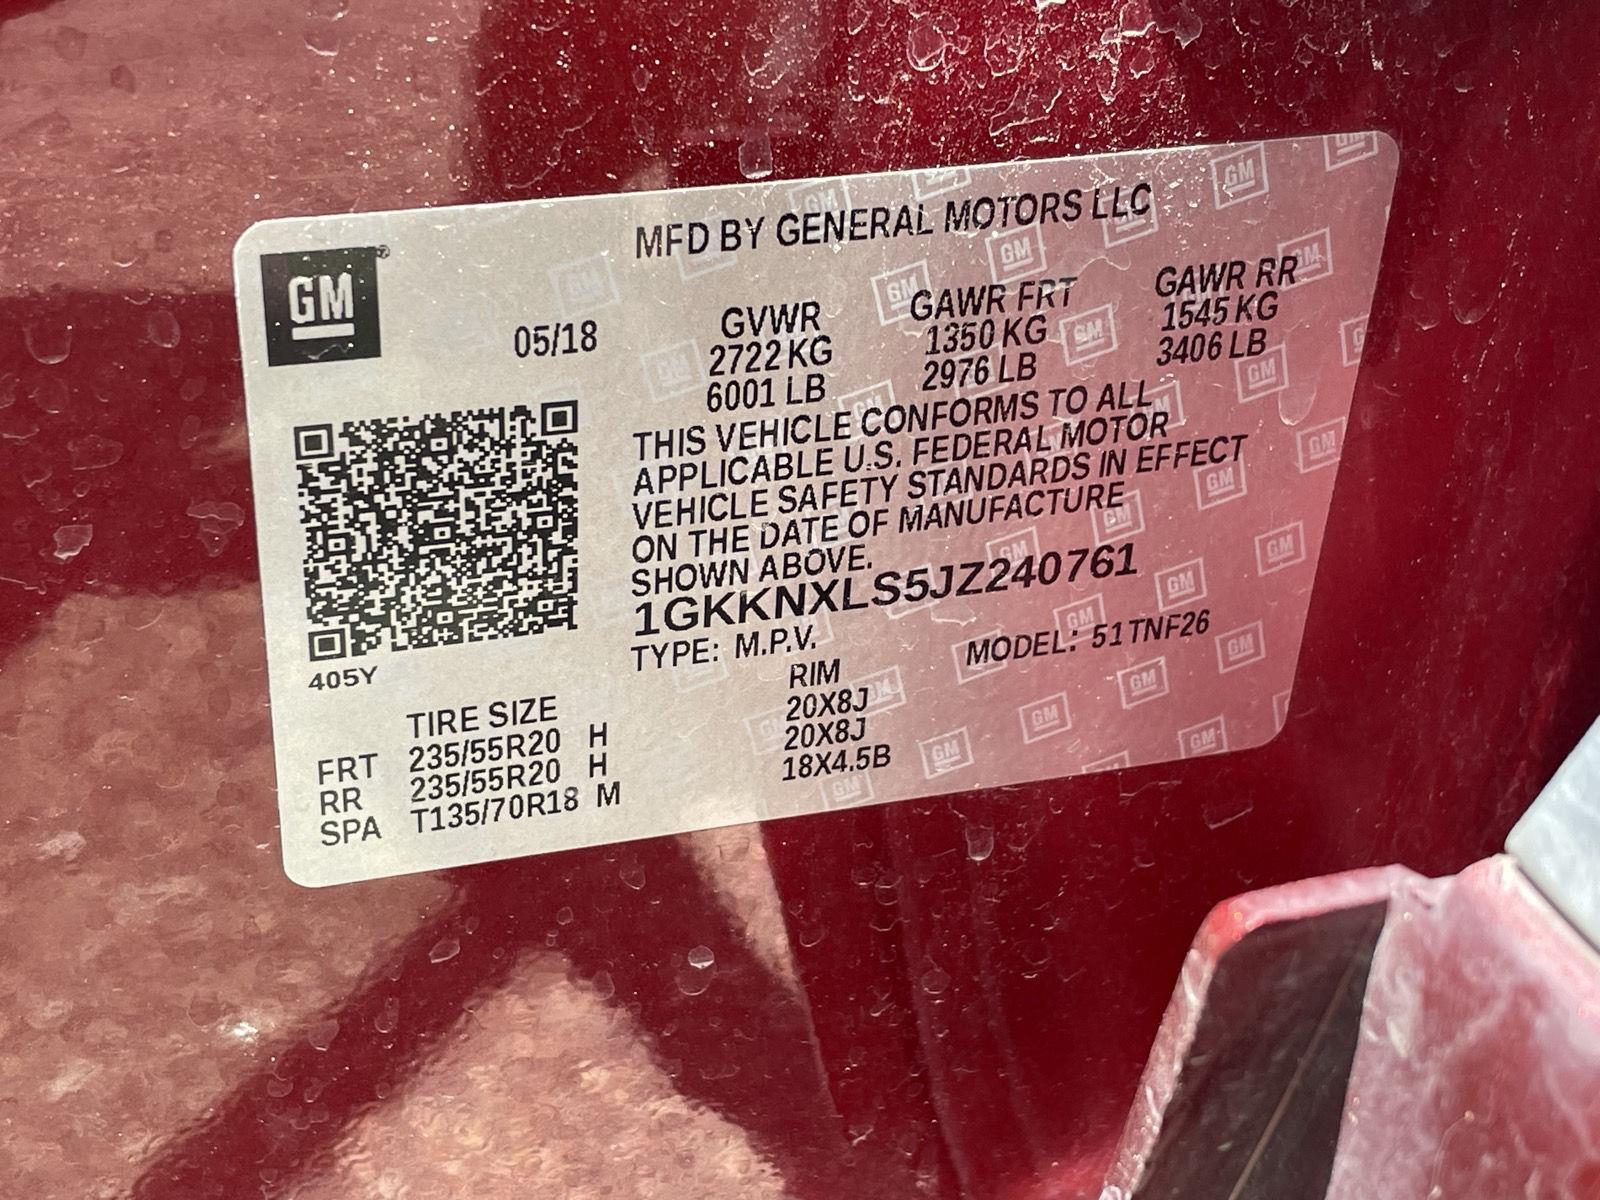 MFD BY GENERAL MOTORS LLC
GM
05/18
GVWR GAWR FRT GAWR RR
2722 KG 1350 KG 1545 KG
6001 LB 2976 LB 3406 LB
THIS VEHICLE CONFORMS TO ALL
APPLICABLE U.S. FEDERAL MOTOR
VEHICLE SAFETY STANDARDS IN EFFECT
ON THE DATE OF MANUFACTURE
SHOWN ABOVE.
1GKKNXLS5JZ240761
TYPE: M.P.V. MODEL: 51TNF26
405Y
TIRE SIZE RIM
FRT 235/55R20 H 20X8J
RR 235/55R20 H 20X8J
SPA T135/70R18 M 18X4.5B